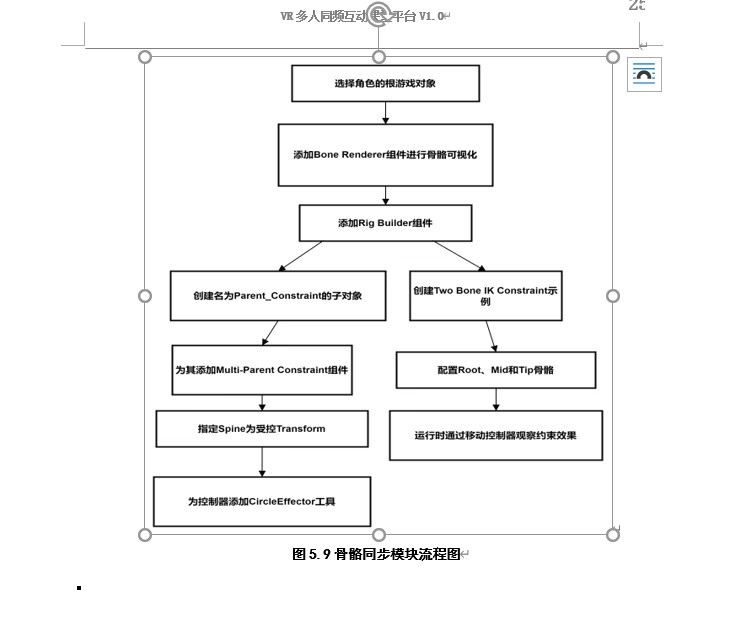 VR多人同频互动平台V1.0
选择角色的根游戏对象
添加Bone Renderer组件进行骨骼可视化
添加Rig Builder组件
创建名为Parent_Constraint的子对象
创建Two Bone IK Constraint示
例
为其添加Multi-Parent Constraint组件
配置Root、Mid和Tip骨骼
指定Spine为受控Transform
运行时通过移动控制器观察约束效果
为控制器添加CircleEffector工具
图 5.9 骨骼同步模块流程图